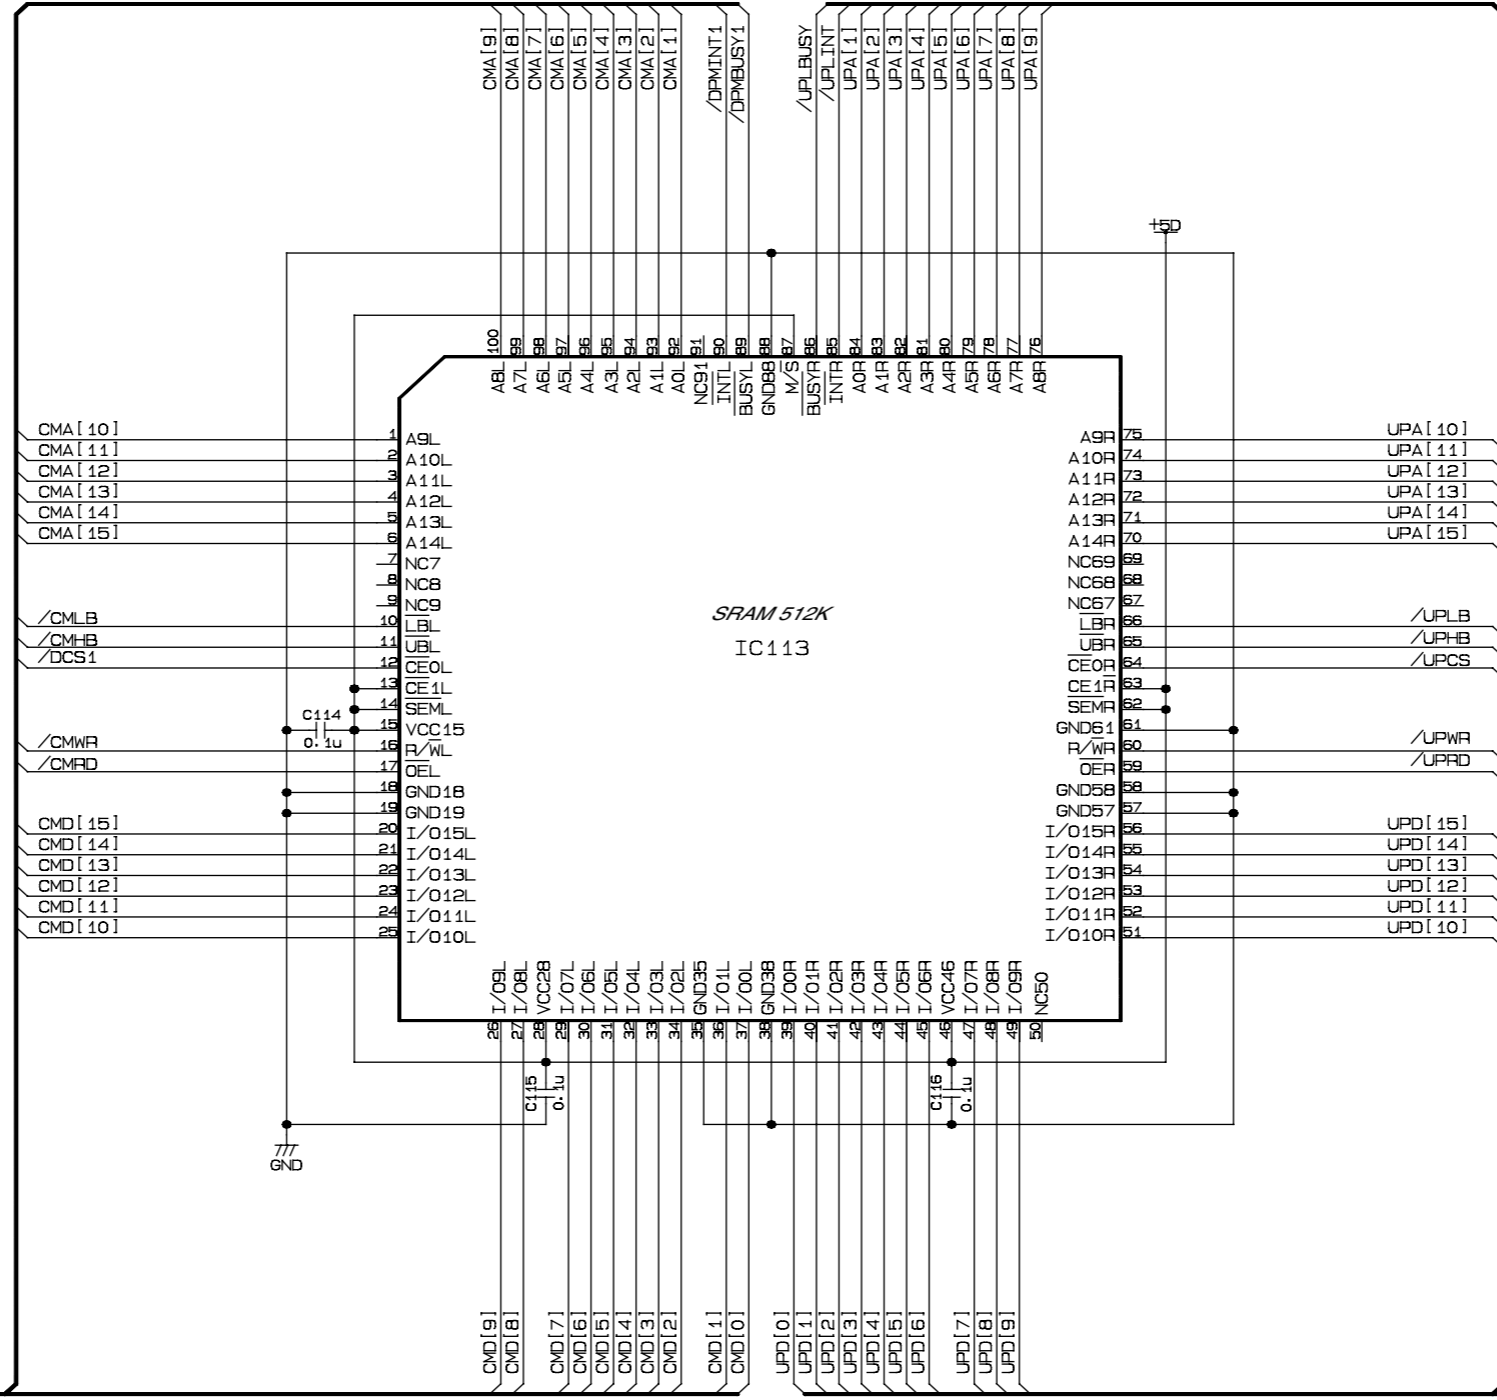 CMA[9]
CMA[8]
CMA[7]
CMA[6]
CMA[5]
CMA[4]
CMA[3]
CMA[2]
CMA[1]
/DPMINT1
/DPMBUSY1
/UPLBUSY
/UPLINT
UPA[1]
UPA[2]
UPA[3]
UPA[4]
UPA[5]
UPA[6]
UPA[7]
UPA[8]
UPA[9]
+5D
100 A8L
99 A7L
98 A6L
97 A5L
96 A4L
95 A3L
94 A2L
93 A1L
92 A0L
91 NC91
90 INTL
89 BUSYL
88 GND88
87 M/S
86 BUSYR
85 INTR
84 A0R
83 A1R
82 A2R
81 A3R
80 A4R
79 A5R
78 A6R
77 A7R
76 A8R
CMA[10] 1 A9L
CMA[11] 2 A10L
CMA[12] 3 A11L
CMA[13] 4 A12L
CMA[14] 5 A13L
CMA[15] 6 A14L
7 NC7
8 NC8
9 NC9
/CMLB 10 LBL
/CMHB 11 UBL
/DCS1 12 CE0L
13 CE1L
14 SEML
C114
0.1u
15 VCC15
/CMWR 16 R/WL
/CMRD 17 OEL
18 GND18
19 GND19
CMD[15] 20 I/O15L
CMD[14] 21 I/O14L
CMD[13] 22 I/O13L
CMD[12] 23 I/O12L
CMD[11] 24 I/O11L
CMD[10] 25 I/O10L
SRAM 512K
IC113
A9R 75 UPA[10]
A10R 74 UPA[11]
A11R 73 UPA[12]
A12R 72 UPA[13]
A13R 71 UPA[14]
A14R 70 UPA[15]
NC69 69
NC68 68
NC67 67
LBR 66 /UPLB
UBR 65 /UPHB
CE0R 64 /UPCS
CE1R 63
SEMR 62
GND61 61
R/WR 60 /UPWR
OER 59 /UPRD
GND58 58
GND57 57
I/O15R 56 UPD[15]
I/O14R 55 UPD[14]
I/O13R 54 UPD[13]
I/O12R 53 UPD[12]
I/O11R 52 UPD[11]
I/O10R 51 UPD[10]
26 I/O9L
27 I/O8L
28 VCC28
29 I/O7L
30 I/O6L
31 I/O5L
32 I/O4L
33 I/O3L
34 I/O2L
35 GND35
36 I/O1L
37 I/O0L
38 GND38
39 I/O0R
40 I/O1R
41 I/O2R
42 I/O3R
43 I/O4R
44 I/O5R
45 I/O6R
46 VCC46
47 I/O7R
48 I/O8R
49 I/O9R
50 NC50
C115
0.1u
C116
0.1u
GND
CMD[9]
CMD[8]
CMD[7]
CMD[6]
CMD[5]
CMD[4]
CMD[3]
CMD[2]
CMD[1]
CMD[0]
UPD[0]
UPD[1]
UPD[2]
UPD[3]
UPD[4]
UPD[5]
UPD[6]
UPD[7]
UPD[8]
UPD[9]